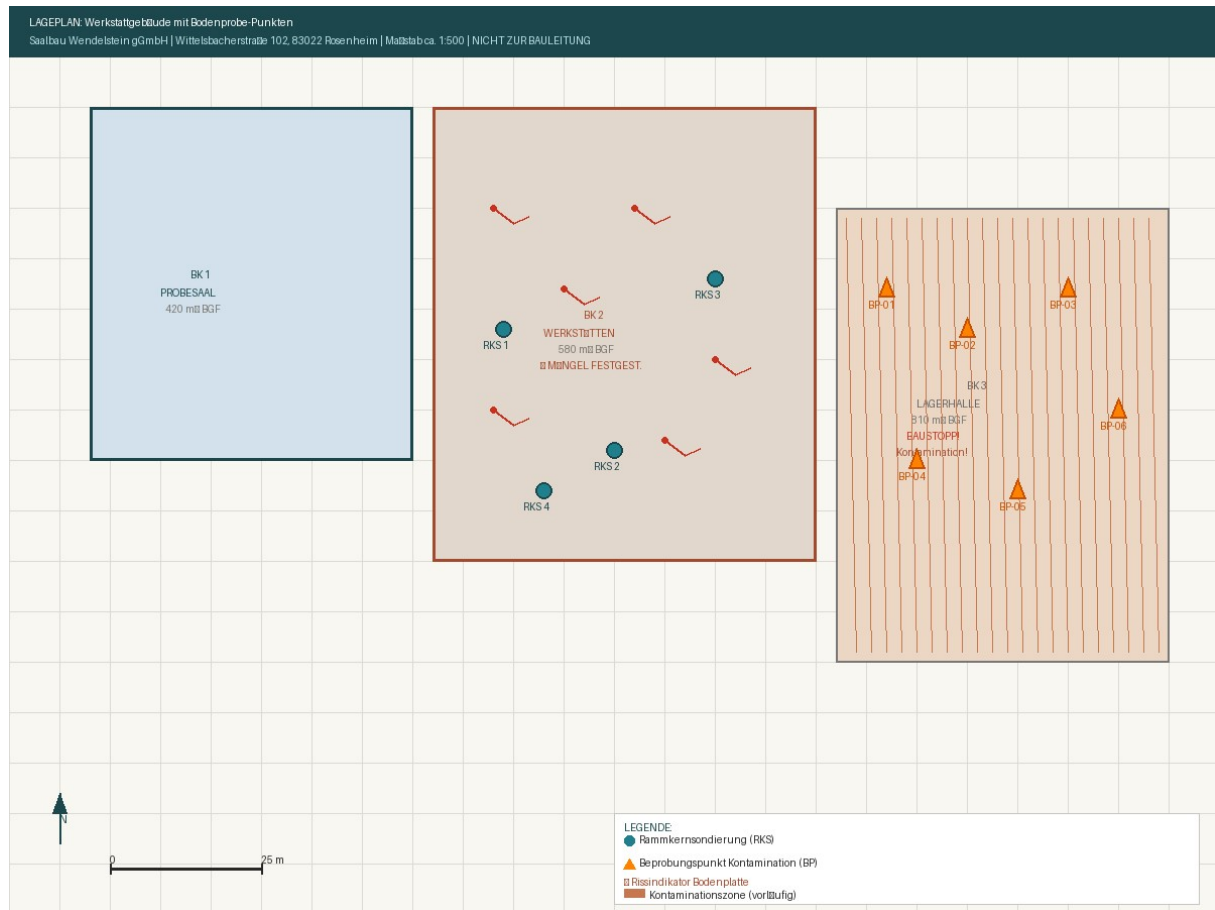 LAGEPLAN: Werkstattgeb□ude mit Bodenprobe-Punkten
Saalbau Wendelstein gGmbH | Wittelsbacherstra□e 102, 83022 Rosenheim | Ma□stab ca. 1:500 | NICHT ZUR BAULEITUNG
BK 1
PROBESAAL
420 m□ BGF
RKS 3
RKS 1
BK 2
WERKST□TTEN
580 m□ BGF
□ M□NGEL FESTGEST.
RKS 2
RKS 4
BP-01
BP-03
BP-02
BK 3
LAGERHALLE
m□ BGF
BAUSTOPP!
Kontamination!
BP-06
BP-04
BP-05
N
0
25 m
LEGENDE:
Rammkernsondierung (RKS)
Beprobungspunkt Kontamination (BP)
□ Rissindikator Bodenplatte
Kontaminationszone (vorl□ufig)